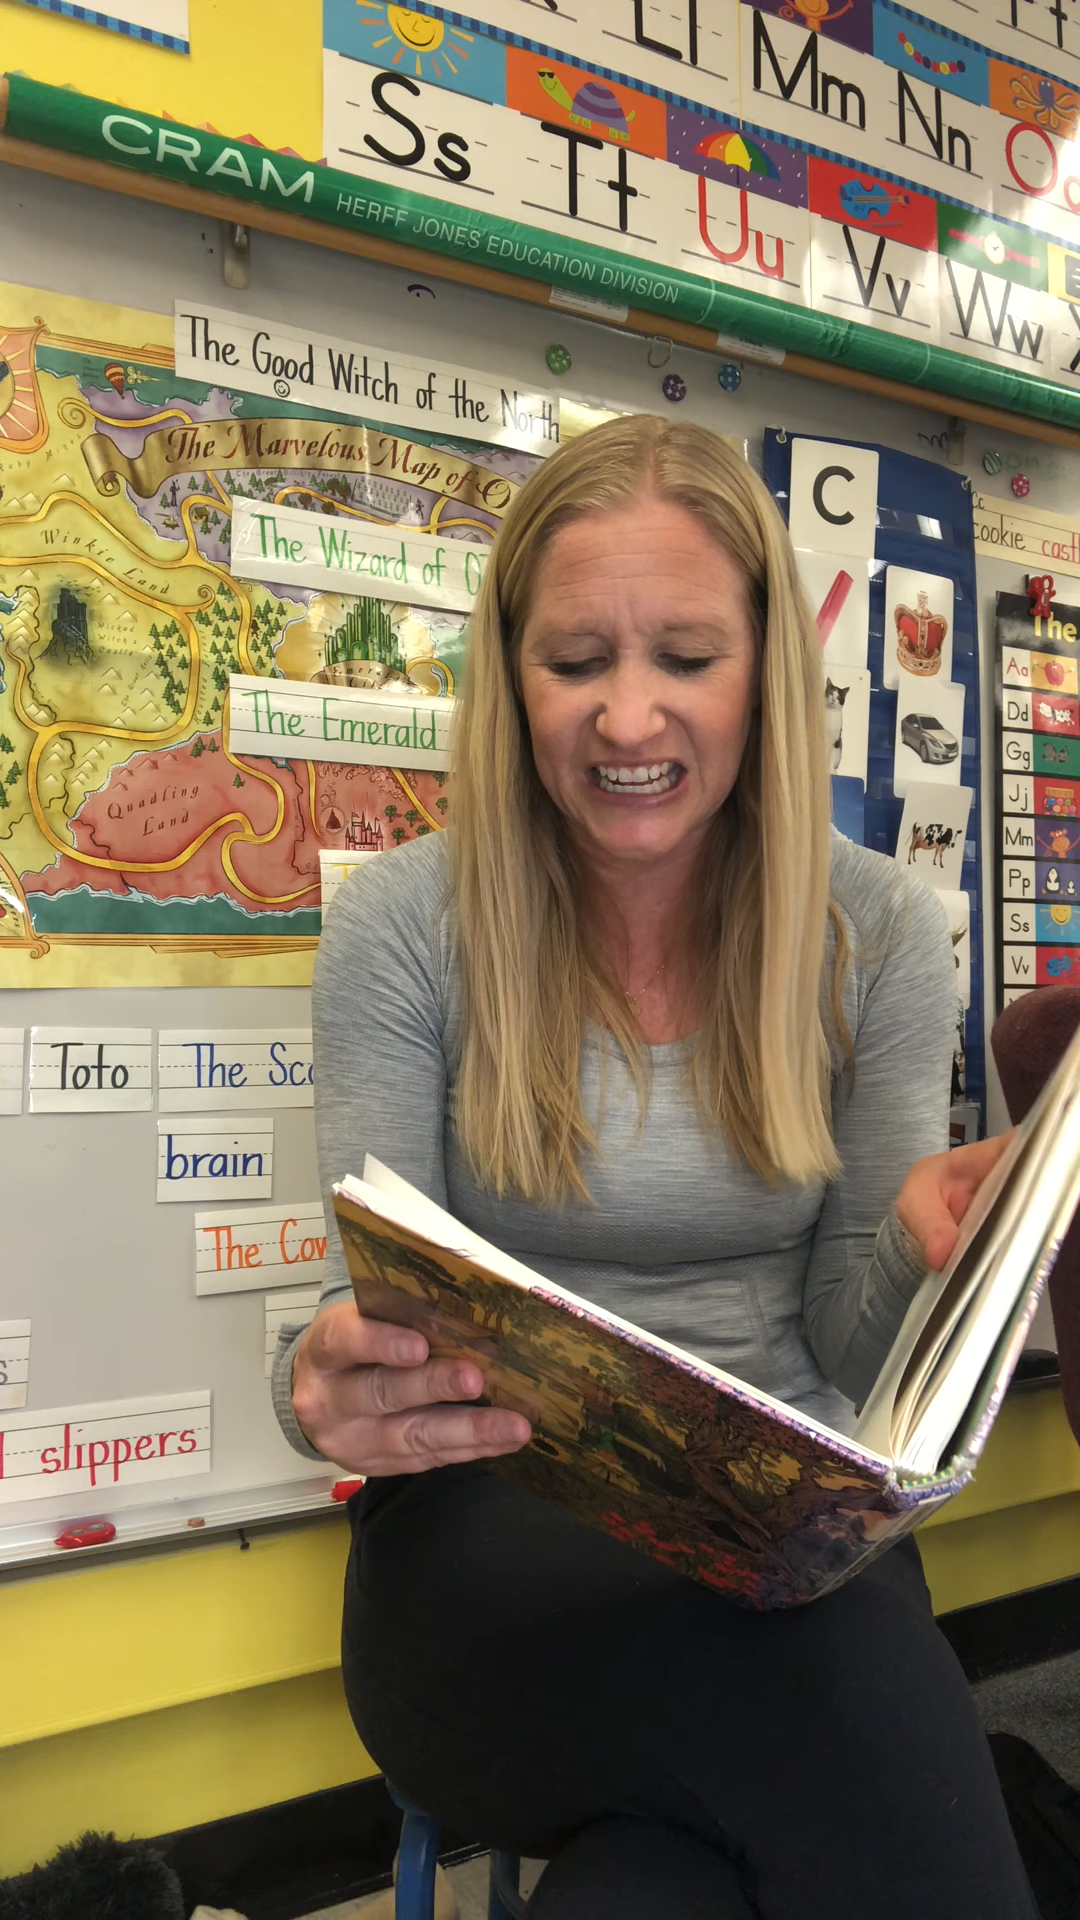 Ll
Mm
Nn
Ss
Tt
Uu
Vv
Ww
CRAM HERFF JONES EDUCATION DIVISION
The Good Witch of the North
The Marvelous Map of
The Wizard of
Winkie Land
The Emerald
Quadling
Land
C
cookie
The
Aa
Dd
Gg
Jj
Mm
Pp
Ss
Vv
Toto
The
brain
The
slippers